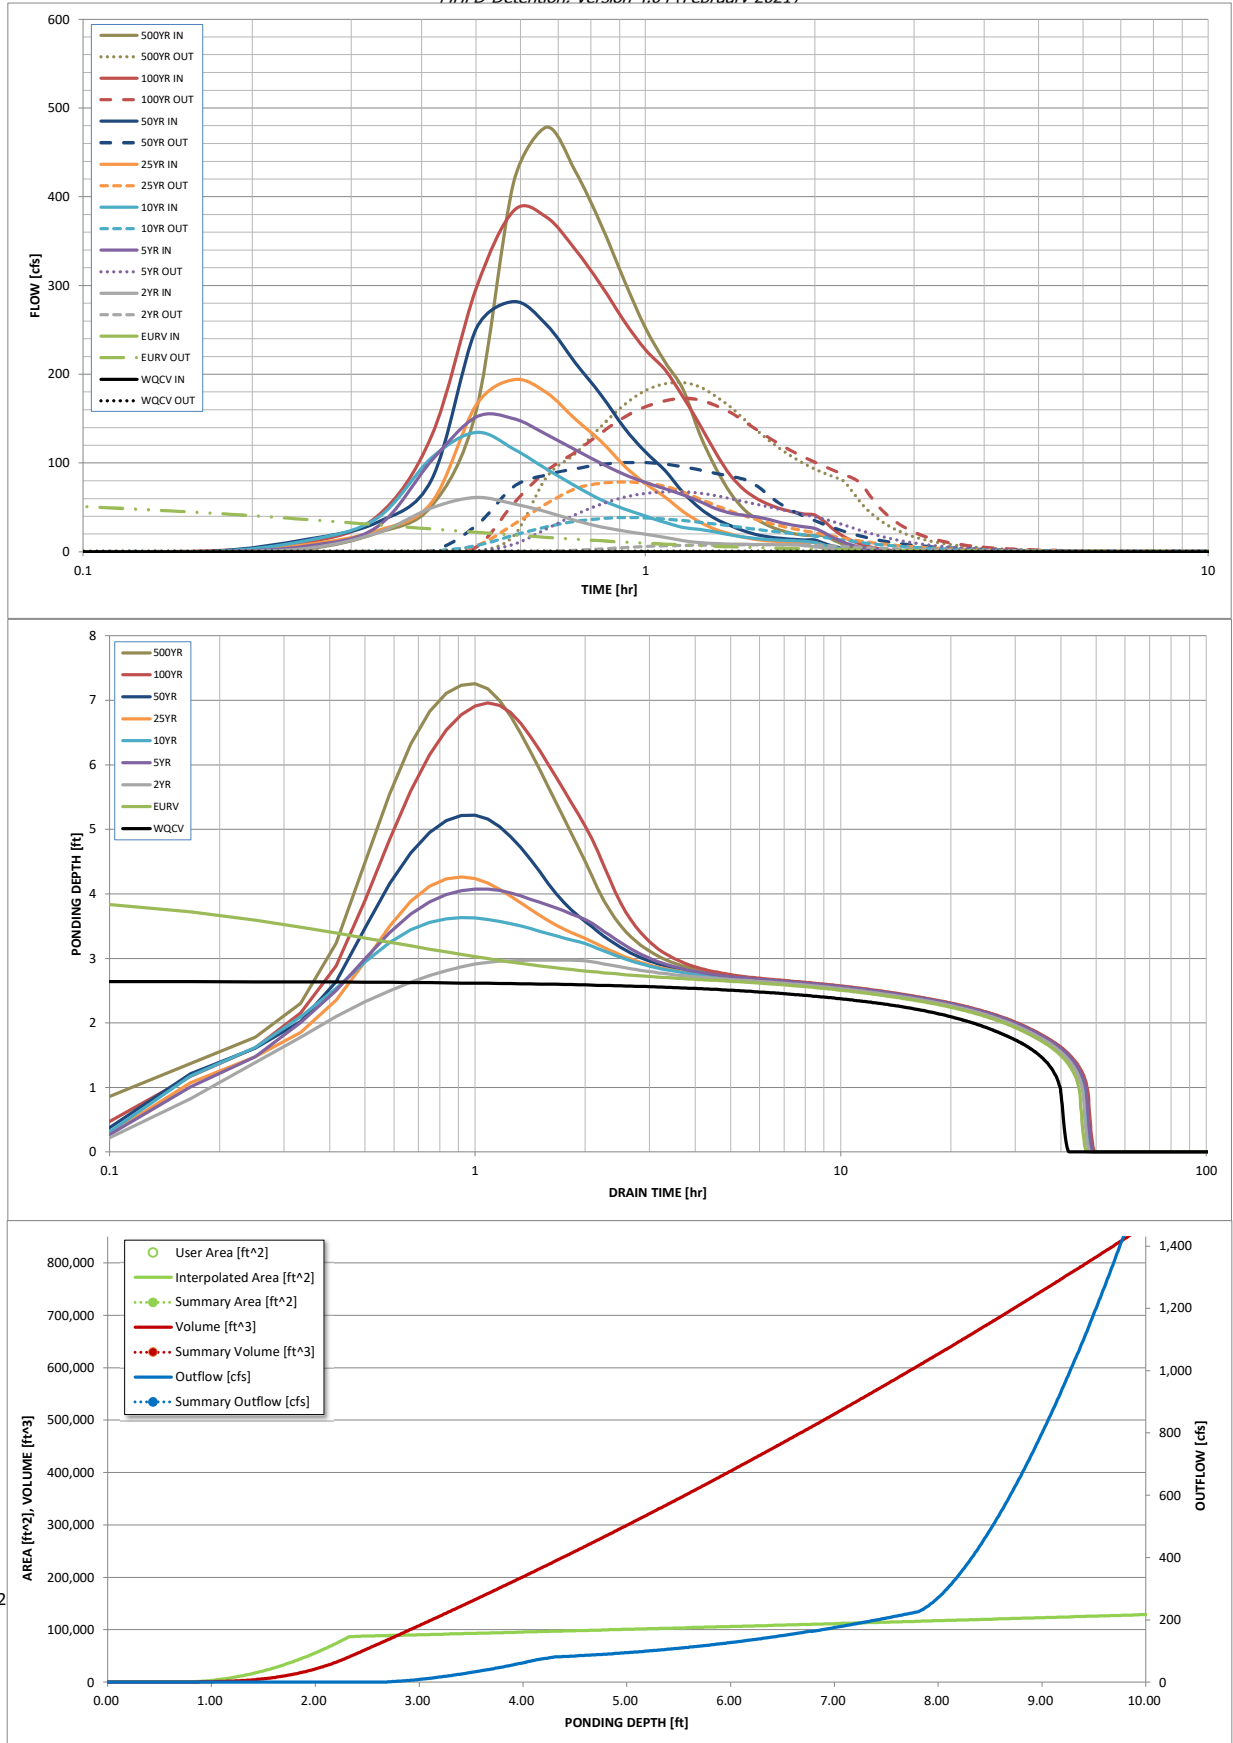 MHFD-Detention, Version 4.04 (February 2021)
600
500
400
300
200
100
0
FLOW [cfs]
500YR IN
500YR OUT
100YR IN
100YR OUT
50YR IN
50YR OUT
25YR IN
25YR OUT
10YR IN
10YR OUT
5YR IN
5YR OUT
2YR IN
2YR OUT
EURV IN
EURV OUT
WQCV IN
WQCV OUT
0.1
1
10
TIME [hr]
8
7
6
5
4
3
2
1
0
PONDING DEPTH [ft]
500YR
100YR
50YR
25YR
10YR
5YR
2YR
EURV
WQCV
0.1
1
10
100
DRAIN TIME [hr]
800,000
700,000
600,000
500,000
400,000
300,000
200,000
100,000
0
AREA [ft^2], VOLUME [ft^3]
User Area [ft^2]
Interpolated Area [ft^2]
Summary Area [ft^2]
Volume [ft^3]
Summary Volume [ft^3]
Outflow [cfs]
Summary Outflow [cfs]
1,400
1,200
1,000
800
600
400
200
0
OUTFLOW [cfs]
2
0.00
1.00
2.00
3.00
4.00
5.00
6.00
7.00
8.00
9.00
10.00
PONDING DEPTH [ft]